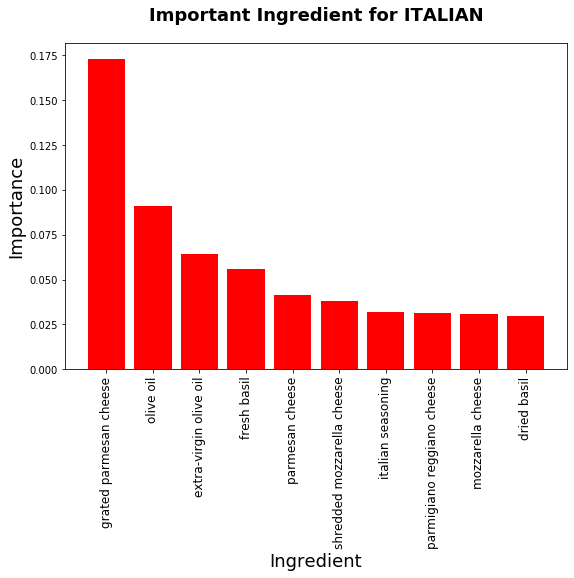 Important Ingredient for ITALIAN
Importance
0.175
0.150
0.125
0.100
0.075
0.050
0.025
0.000
grated parmesan cheese
olive oil
extra-virgin olive oil
fresh basil
parmesan cheese
shredded mozzarella cheese
italian seasoning
parmigiano reggiano cheese
mozzarella cheese
dried basil
Ingredient